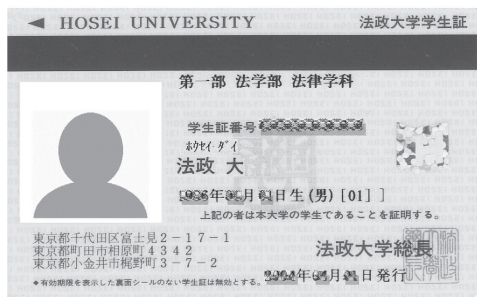 ◀ HOSEI UNIVERSITY 法政大学学生証
第一部 法学部 法律学科
学生証番号
ホウセイ ダイ
法政 大
年 月 日生 (男) [01] ]
上記の者は本大学の学生であることを証明する。
東京都千代田区富士見2-17-1
東京都町田市相原町4342
東京都小金井市梶野町3-7-2
法政大学総長
年 月 日発行
◆有効期限を表示した裏面シールのない学生証は無効とする。